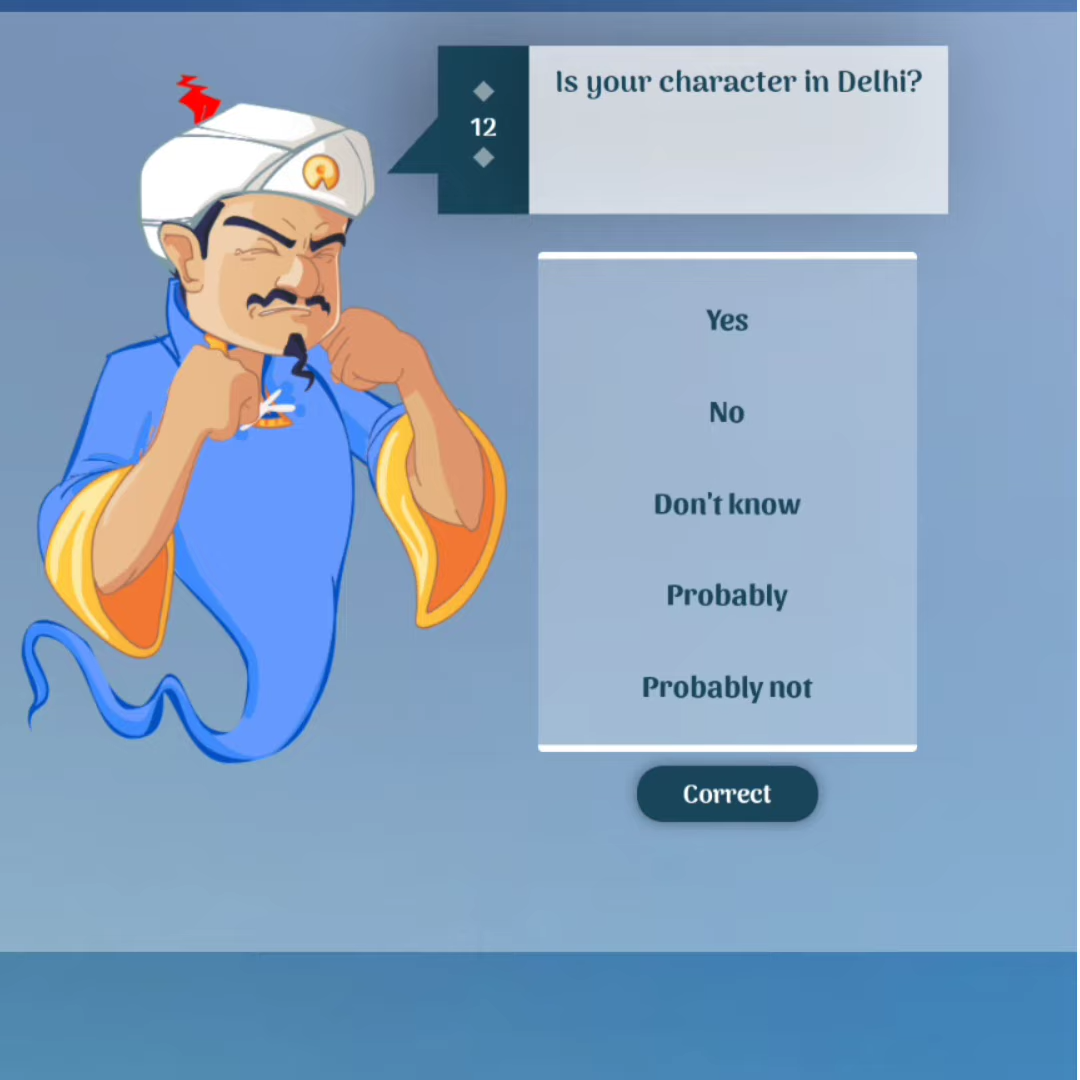 12
Is your character in Delhi?
Yes
No
Don't know
Probably
Probably not
Correct